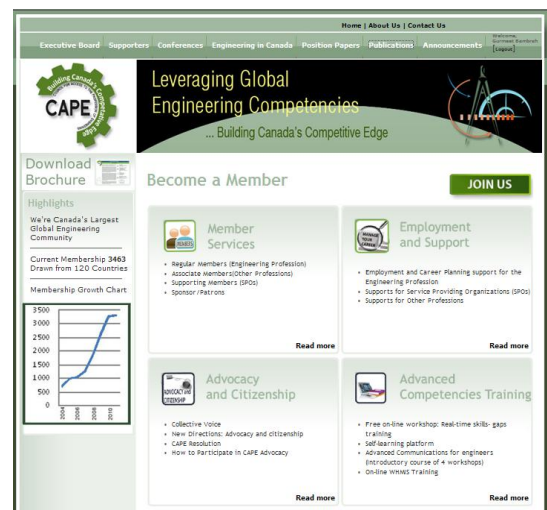 Home | About Us | Contact Us
Welcome,
[Logout]
Executive Board Supporters Conferences Engineering in Canada Position Papers Publications Announcements
Building Canada's Competitive Edge
CAPE
Leveraging Global
Engineering Competencies
... Building Canada's Competitive Edge
Download
Brochure
Highlights
We're Canada's Largest
Global Engineering
Community
Current Membership 3463
Drawn from 120 Countries
Membership Growth Chart
3500
3000
2500
2000
1500
1000
500
0
2004
2006
2008
2010
Become a Member
JOIN US
Member
Services
• Regular Members (Engineering Profession)
• Associate Members(Other Professions)
• Supporting Members (SPOs)
• Sponsor/Patrons
Read more
MANAGE
YOUR
CAREER
Employment
and Support
• Employment and Career Planning support for the
Engineering Profession
• Supports for Service Providing Organizations (SPOs)
• Supports for Other Professions
Read more
ADVOCACY and
CITIZENSHIP
Advocacy
and Citizenship
• Collective Voice
• New Directions: Advocacy and citizenship
• CAPE Resolution
• How to Participate in CAPE Advocacy
Read more
Advanced
Competencies Training
• Free on-line workshop: Real-time skills- gaps
training
• Self-learning platform
• Advanced Communications for engineers
(introductory course of 4 workshops)
• On-line WHMIS Training
Read more